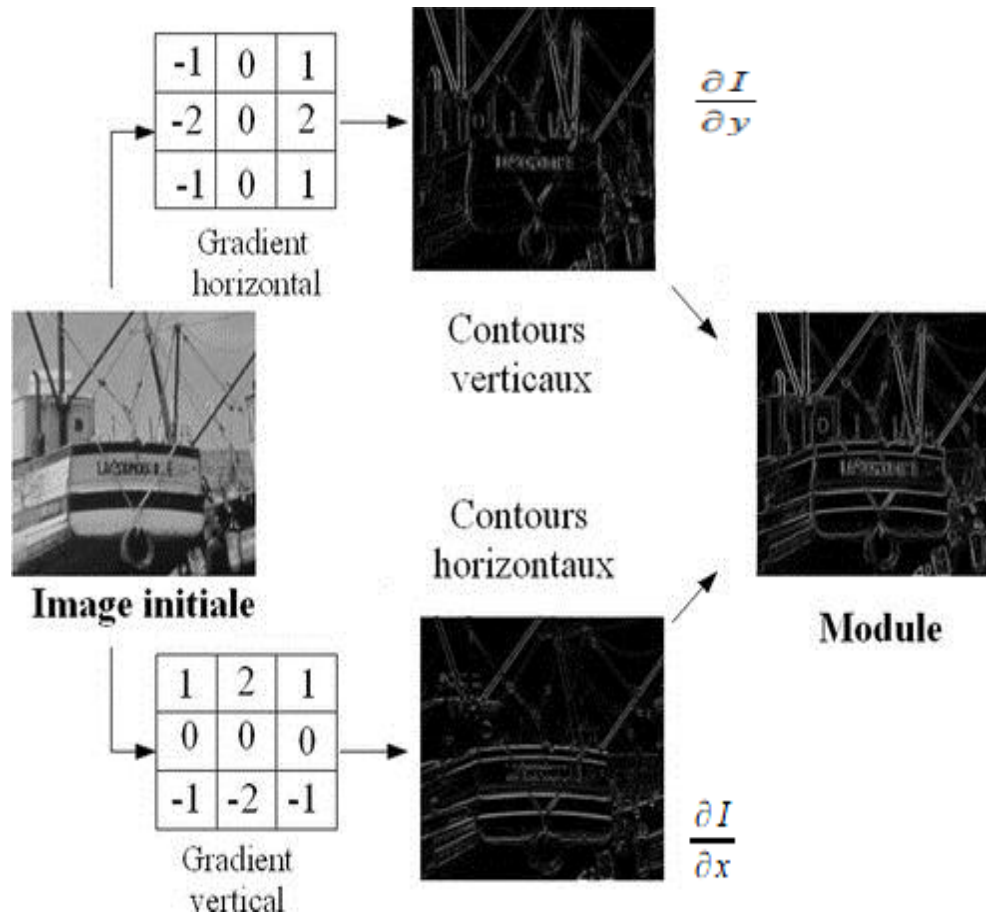 -1 0 1
-2 0 2
-1 0 1
Gradient
horizontal
∂I
∂y
Contours
verticaux
Image initiale
Contours
horizontaux
Module
1 2 1
0 0 0
-1 -2 -1
Gradient
vertical
∂I
∂x